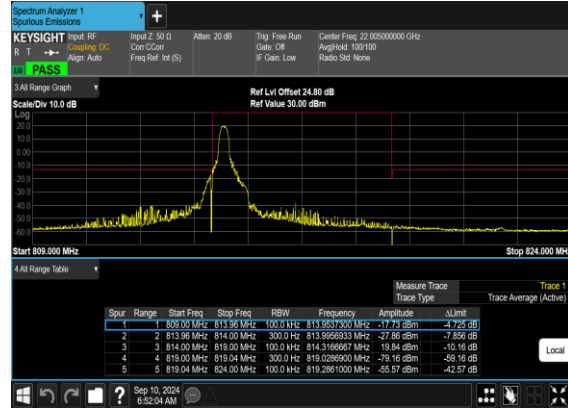 Spectrum Analyzer 1
Spurious Emissions
KEYSIGHT Input: RF Input Z: 50 Ω Atten: 20 dB Trig: Free Run Center Freq: 22.005000000 GHz
R T Coupling: DC Corr CCorr Gate: Off Avg|Hold: 100/100
Align: Auto Freq Ref: Int (S) IF Gain: Low Radio Std: None
LM PASS
3 All Range Graph
Ref Lvl Offset 24.80 dB
Scale/Div 10.0 dB Ref Value 30.00 dBm
Log
20.0
10.0
0.00
-10.0
-20.0
-30.0
-40.0
-50.0
-60.0
Start 809.000 MHz Stop 824.000 MHz
4 All Range Table
Measure Trace Trace 1
Trace Type Trace Average (Active)
Spur Range Start Freq Stop Freq RBW Frequency Amplitude ΔLimit
1 1 809.00 MHz 813.96 MHz 100.0 kHz 813.9537300 MHz -17.73 dBm -4.725 dB
2 2 813.96 MHz 814.00 MHz 300.0 Hz 813.9956933 MHz -27.86 dBm -7.856 dB
3 3 814.00 MHz 819.00 MHz 100.0 kHz 814.3166667 MHz 19.84 dBm -10.16 dB
4 4 819.00 MHz 819.04 MHz 300.0 Hz 819.0286900 MHz -79.16 dBm -59.16 dB
5 5 819.04 MHz 824.00 MHz 100.0 kHz 819.2861000 MHz -55.57 dBm -42.57 dB
Local
Sep 10, 2024
6:52:04 AM